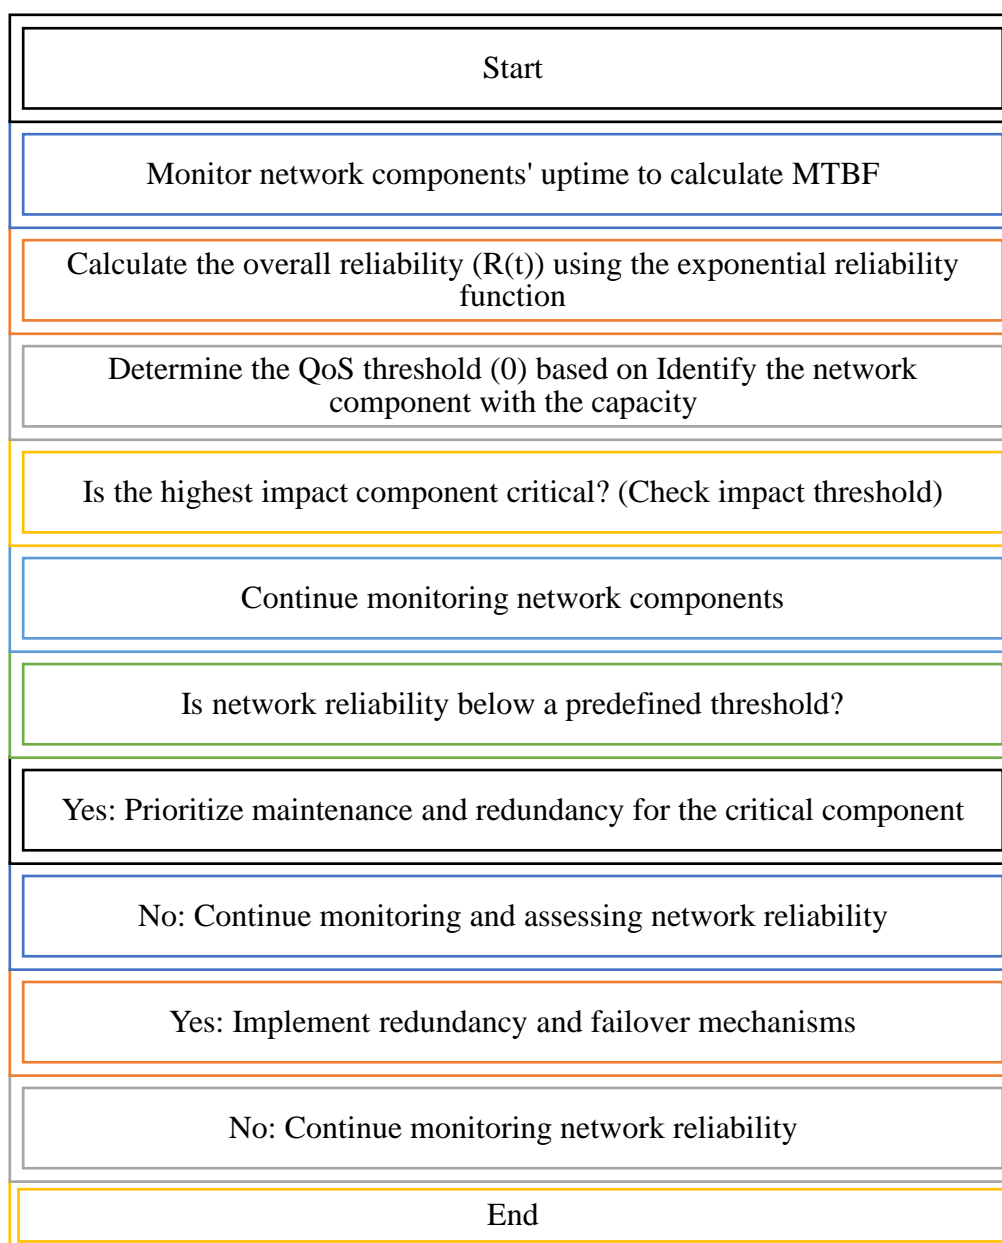 Start
Monitor network components' uptime to calculate MTBF
Calculate the overall reliability (R(t)) using the exponential reliability
function
Determine the QoS threshold (0) based on Identify the network
component with the capacity
Is the highest impact component critical? (Check impact threshold)
Continue monitoring network components
Is network reliability below a predefined threshold?
Yes: Prioritize maintenance and redundancy for the critical component
No: Continue monitoring and assessing network reliability
Yes: Implement redundancy and failover mechanisms
No: Continue monitoring network reliability
End